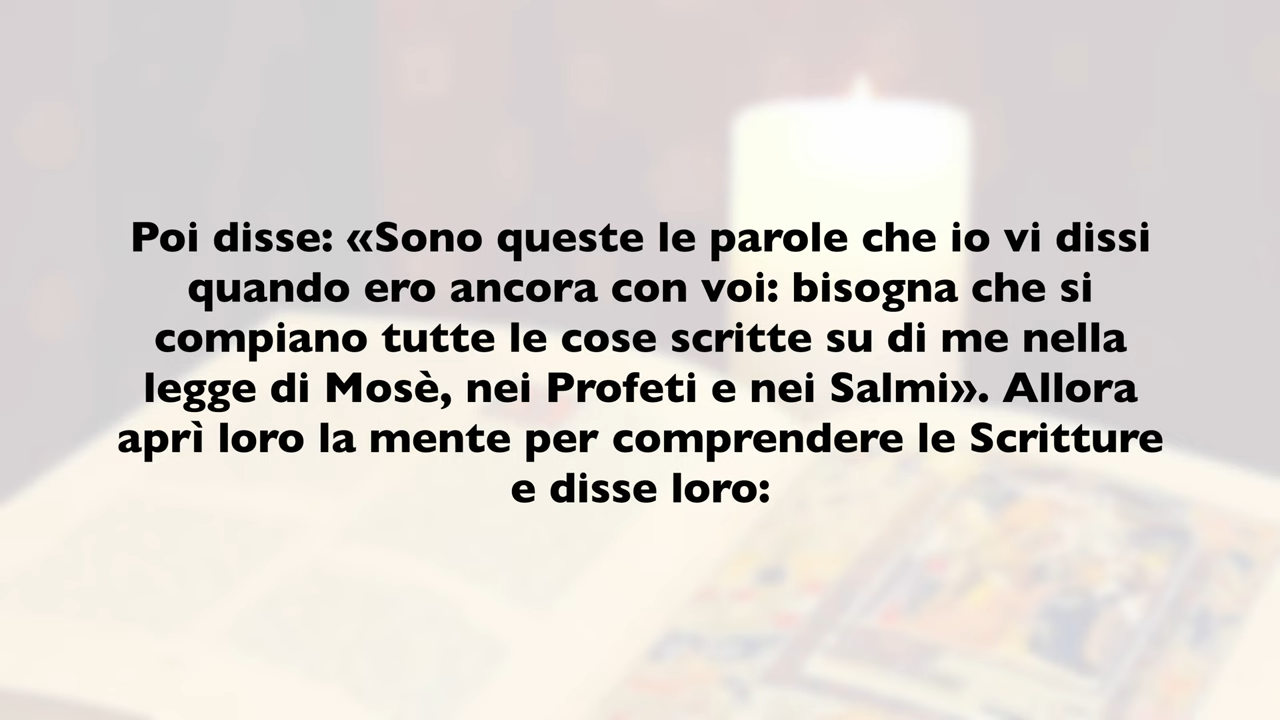 Poi disse: «Sono queste le parole che io vi dissi
quando ero ancora con voi: bisogna che si
compiano tutte le cose scritte su di me nella
legge di Mosè, nei Profeti e nei Salmi». Allora
aprì loro la mente per comprendere le Scritture
e disse loro: